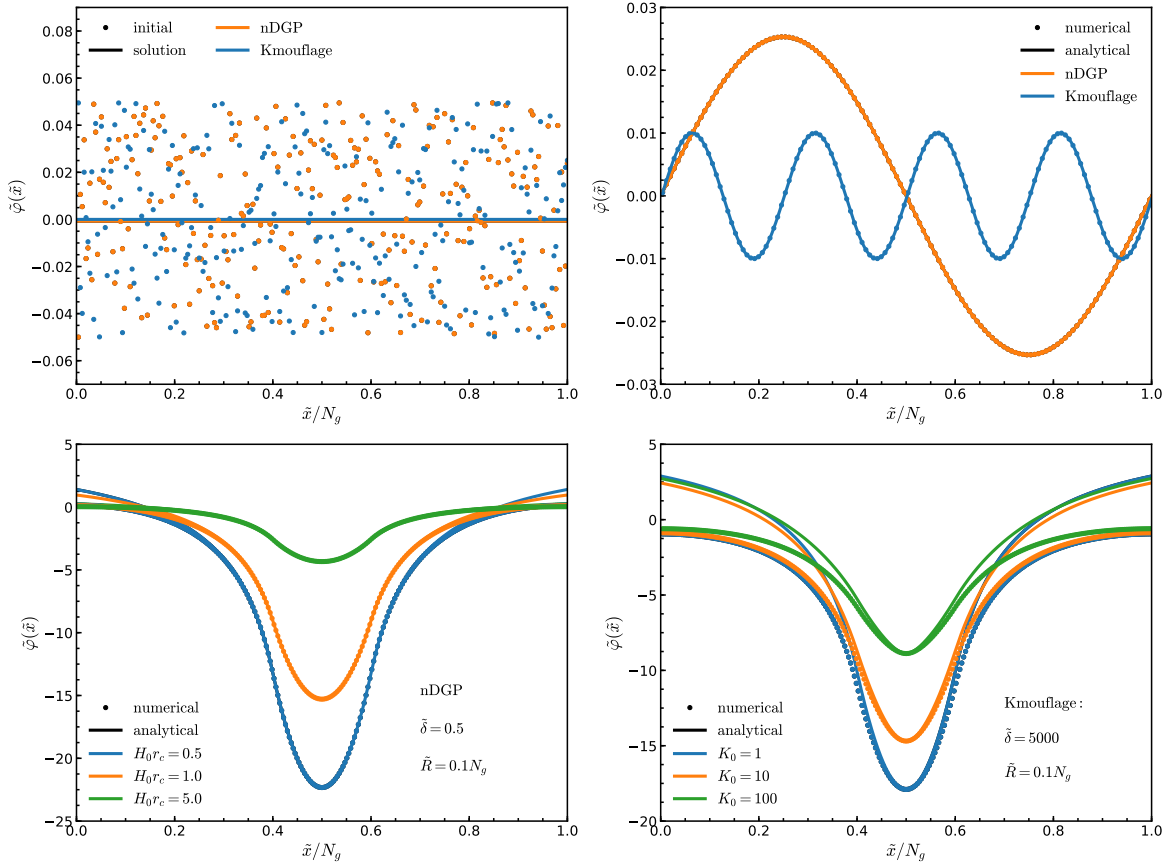 initial
solution
nDGP
Kmouflage
0.08
0.06
0.04
0.02
0.00
−0.02
−0.04
−0.06
φ̃(x̃)
0.0 0.2 0.4 0.6 0.8 1.0
x̃/N_g
numerical
analytical
nDGP
Kmouflage
0.03
0.02
0.01
0.00
−0.01
−0.02
−0.03
φ̃(x̃)
0.0 0.2 0.4 0.6 0.8 1.0
x̃/N_g
5
0
−5
−10
−15
−20
−25
φ̃(x̃)
numerical
analytical
H₀r_c = 0.5
H₀r_c = 1.0
H₀r_c = 5.0
nDGP
δ̃ = 0.5
R̃ = 0.1N_g
0.0 0.2 0.4 0.6 0.8 1.0
x̃/N_g
5
0
−5
−10
−15
−20
φ̃(x̃)
numerical
analytical
K₀ = 1
K₀ = 10
K₀ = 100
Kmouflage :
δ̃ = 5000
R̃ = 0.1N_g
0.0 0.2 0.4 0.6 0.8 1.0
x̃/N_g